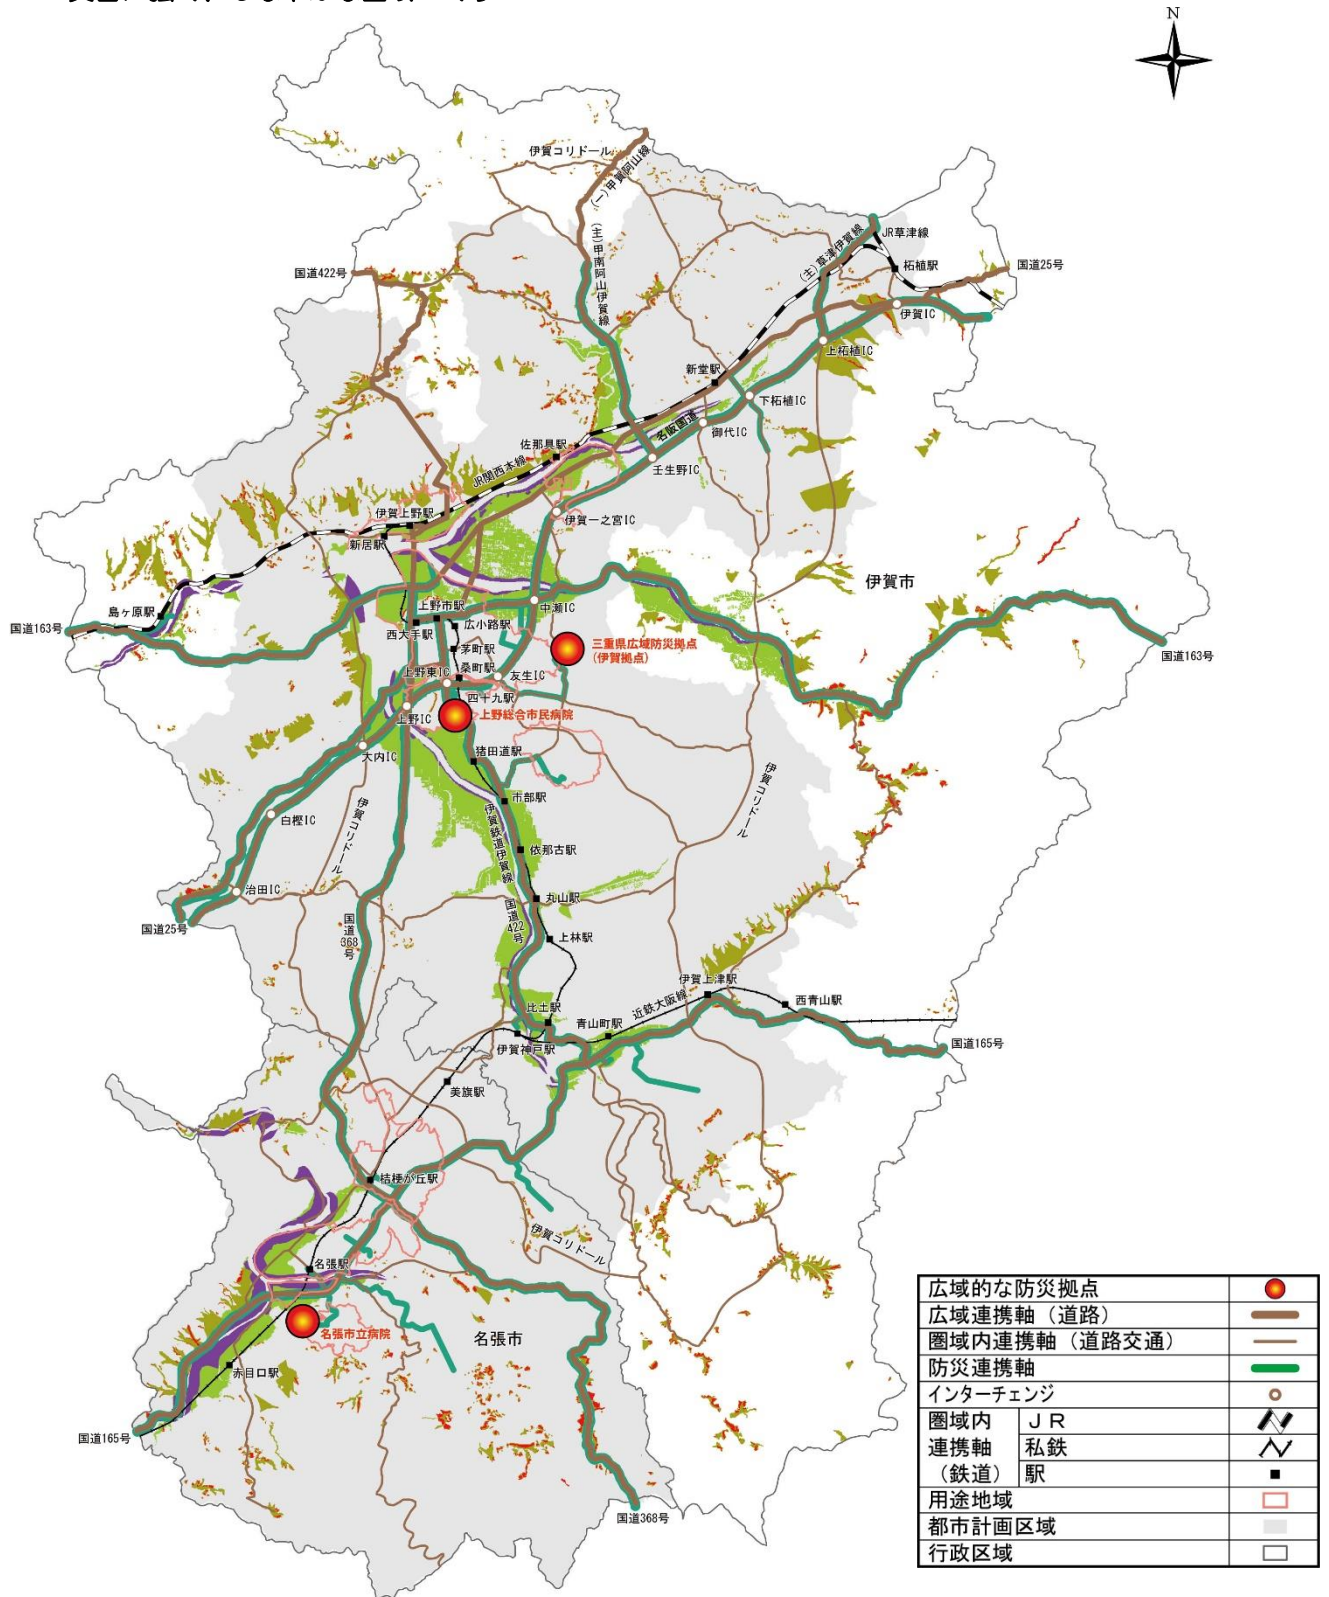 N
伊賀コリドール
(一)甲賀阿山線
(主)甲南阿山伊賀線
(主)草津伊賀線
JR草津線
柘植駅
国道25号
国道422号
伊賀IC
上柘植IC
新堂駅
下柘植IC
御代IC
名阪国道
佐那具駅
壬生野IC
JR関西本線
伊賀一之宮IC
伊賀上野駅
新居駅
伊賀市
島ヶ原駅
国道163号
上野市駅
中瀬IC
西大手駅
広小路駅
茅町駅
三重県広域防災拠点
(伊賀拠点)
国道163号
桑町駅
上野東IC
友生IC
四十九駅
上野IC
上野総合市民病院
大内IC
猪田道駅
伊賀コリドール
市部駅
伊賀コリドール
白樫IC
伊賀鉄道伊賀線
依那古駅
治田IC
丸山駅
国道25号
国道368号
国道422号
上林駅
伊賀上津駅
西青山駅
近鉄大阪線
比土駅
青山町駅
伊賀神戸駅
国道165号
美旗駅
桔梗が丘駅
伊賀コリドール
名張駅
名張市立病院
名張市
赤目口駅
国道165号
国道368号
広域的な防災拠点
広域連携軸（道路）
圏域内連携軸（道路交通）
防災連携軸
インターチェンジ
圏域内 ＪＲ
連携軸 私鉄
（鉄道） 駅
用途地域
都市計画区域
行政区域